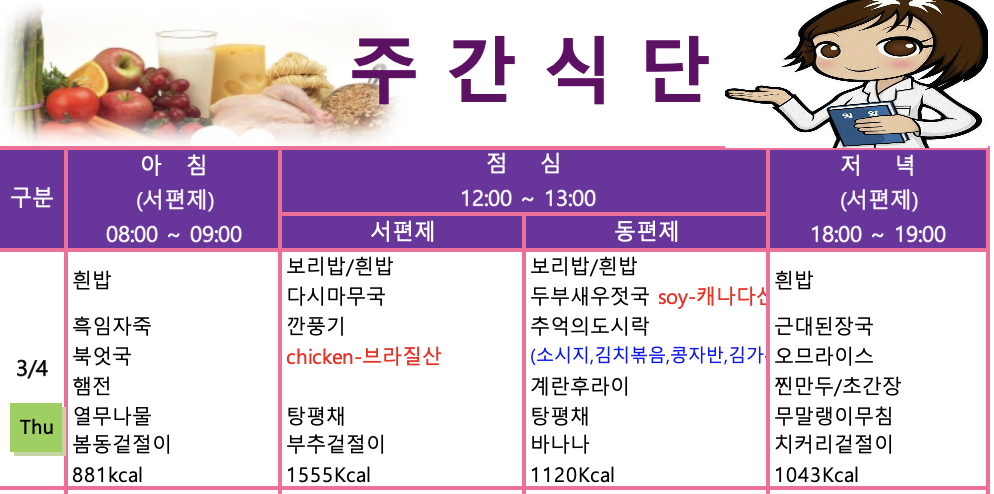 주 간 식 단
구분
아 침
(서편제)
08:00 ~ 09:00
점 심
12:00 ~ 13:00
서편제
동편제
저 녁
(서편제)
18:00 ~ 19:00
3/4
Thu
흰밥
흑임자죽
북엇국
햄전
열무나물
봄동겉절이
881kcal
보리밥/흰밥
다시마무국
깐풍기
chicken-브라질산
탕평채
부추겉절이
1555Kcal
보리밥/흰밥
두부새우젓국 soy-캐나다산
추억의도시락
(소시지,김치볶음,콩자반,김가
계란후라이
탕평채
바나나
1120Kcal
흰밥
근대된장국
오므라이스
찐만두/초간장
무말랭이무침
치커리겉절이
1043Kcal